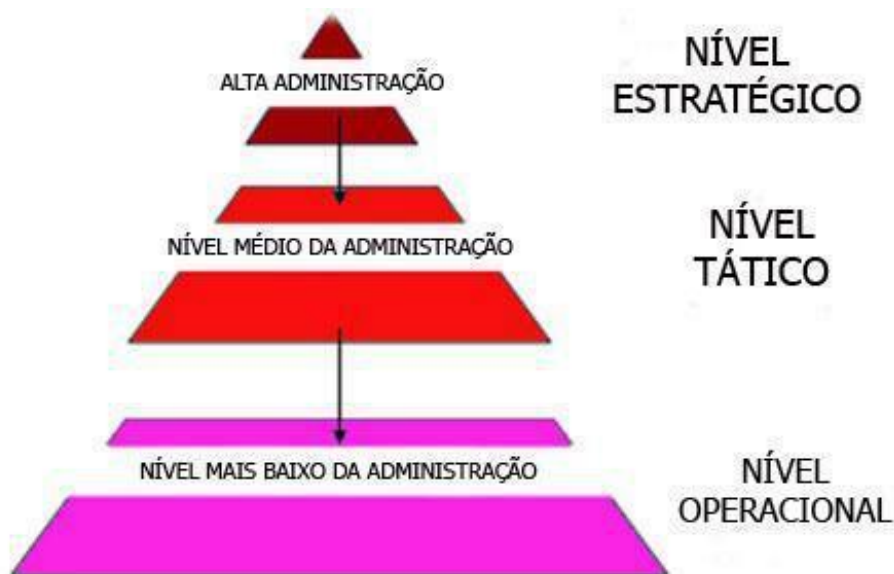 NÍVEL
ESTRATÉGICO
ALTA ADMINISTRAÇÃO
NÍVEL
TÁTICO
NÍVEL MÉDIO DA ADMINISTRAÇÃO
NÍVEL
OPERACIONAL
NÍVEL MAIS BAIXO DA ADMINISTRAÇÃO